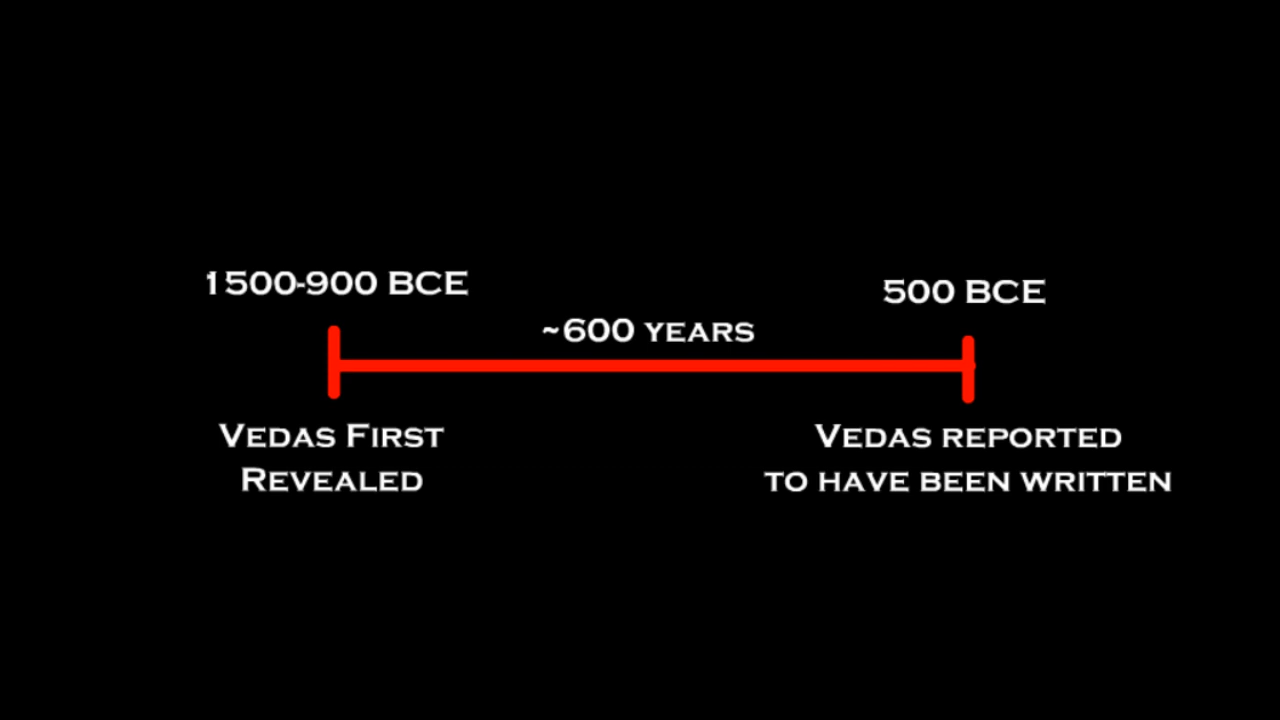 1500-900 BCE
500 BCE
~600 YEARS
VEDAS FIRST
REVEALED
VEDAS REPORTED
TO HAVE BEEN WRITTEN